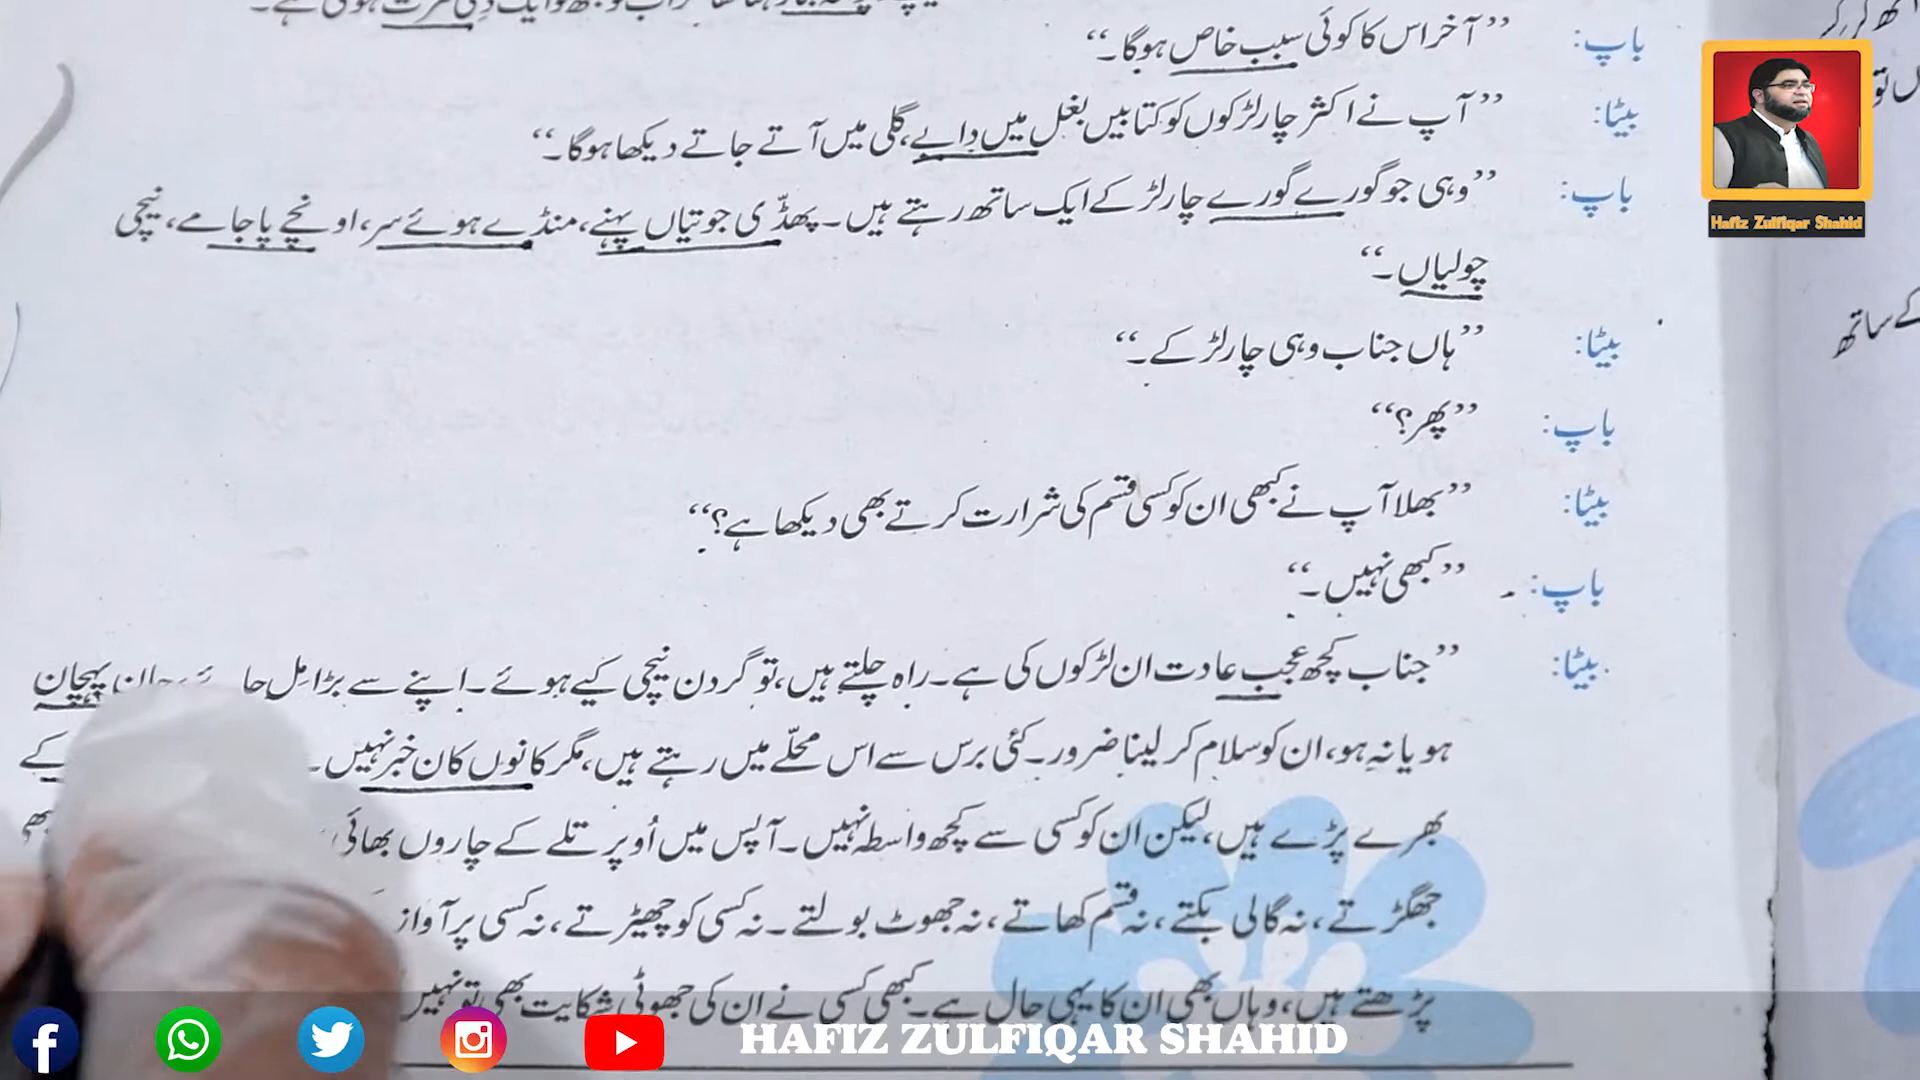 باپ: ”آخر اس کا کوئی سببِ خاص ہوگا۔“
بیٹا: ”آپ نے اکثر چار لڑکوں کو کتابیں بغل میں دابے، گلی میں آتے جاتے دیکھا ہوگا۔“
باپ: ”وہی جو گورے گورے چار لڑکے ایک ساتھ رہتے ہیں۔ پھڈّی جوتیاں پہنے، منڈے ہوئے سر، اونچے پاجامے، نیچی
چولیاں۔“
بیٹا: ”ہاں جناب وہی چار لڑکے۔“
باپ: ”پھر؟“
بیٹا: ”بھلا آپ نے کبھی ان کو کسی قسم کی شرارت کرتے بھی دیکھا ہے؟“
باپ: ”کبھی نہیں۔“
بیٹا: ”جناب کچھ عجب عادت ان لڑکوں کی ہے۔ راہ چلتے ہیں، تو گردن نیچی کیے ہوئے۔ اپنے سے بڑا مِل جائے، جان پہچان
ہو یا نہ ہو، ان کو سلام کر لینا ضرور۔ کئی برس سے اس محلّے میں رہتے ہیں، مگر کانوں کان خبر نہیں۔ کے
بھرے پڑے ہیں، لیکن ان کو کسی سے کچھ واسطہ نہیں۔ آپس میں اُوپر تلے کے چاروں بھائی
جھگڑتے، نہ گالی بکتے، نہ قسم کھاتے، نہ جھوٹ بولتے۔ نہ کسی کو چھیڑتے، نہ کسی پر آواز
پڑھتے ہیں، وہاں بھی ان کا یہی حال ہے۔ کبھی کسی نے ان کی جھوٹی شکایت بھی تو نہیں
کے ساتھ
Hafiz Zulfiqar Shahid
HAFIZ ZULFIQAR SHAHID